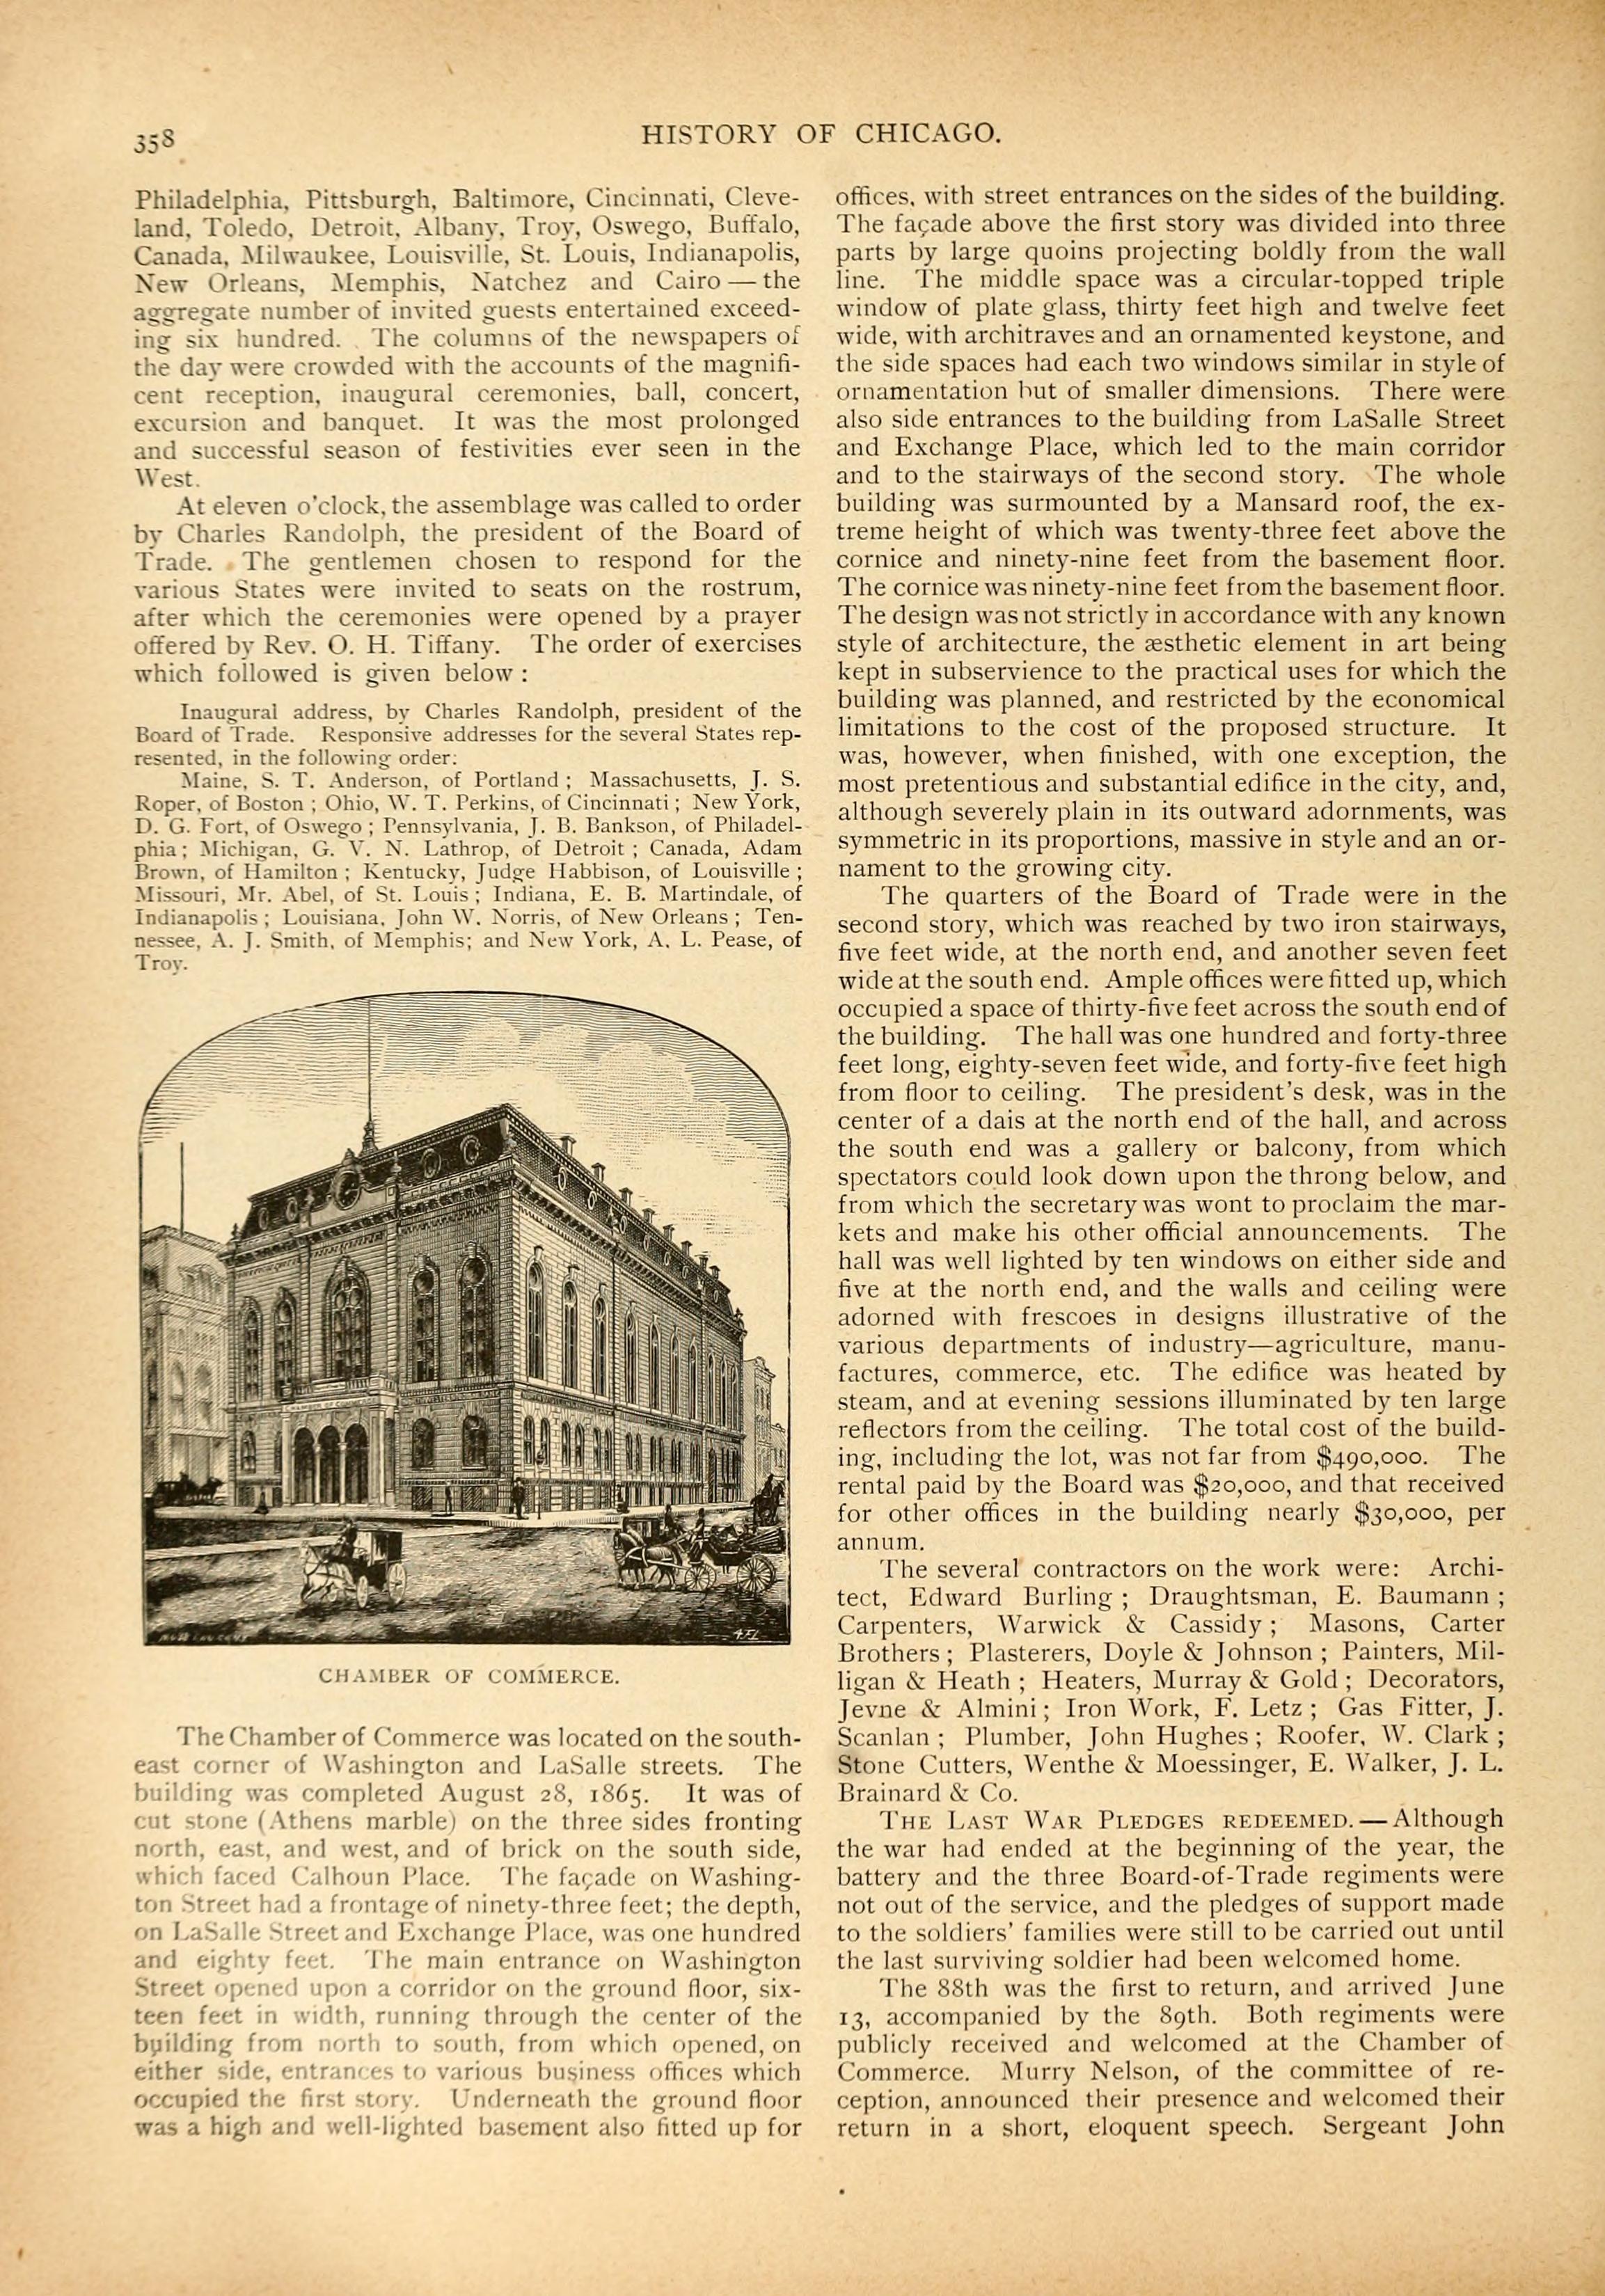 358
HISTORY OF CHICAGO.
Philadelphia, Pittsburgh, Baltimore, Cincinnati, Cleve-
land, Toledo, Detroit, Albany, Troy, Oswego, Buffalo,
Canada, Milwaukee, Louisville, St. Louis, Indianapolis,
New Orleans, Memphis, Natchez and Cairo — the
aggregate number of invited guests entertained exceed-
ing six hundred. The columns of the newspapers of
the day were crowded with the accounts of the magnifi-
cent reception, inaugural ceremonies, ball, concert,
excursion and banquet. It was the most prolonged
and successful season of festivities ever seen in the
West.
At eleven o'clock, the assemblage was called to order
by Charles Randolph, the president of the Board of
Trade. The gentlemen chosen to respond for the
various States were invited to seats on the rostrum,
after which the ceremonies were opened by a prayer
offered by Rev. O. H. Tiffany. The order of exercises
which followed is given below :
Inaugural address, by Charles Randolph, president of the
Board of Trade. Responsive addresses for the several States rep-
resented, in the following order:
Maine, S. T. Anderson, of Portland ; Massachusetts, J. S.
Roper, of Boston ; Ohio, W. T. Perkins, of Cincinnati ; New York,
D. G. Fort, of Oswego ; Pennsylvania, J. B. Bankson, of Philadel-
phia ; Michigan, G. V. N. Lathrop, of Detroit ; Canada, Adam
Brown, of Hamilton ; Kentucky, Judge Habbison, of Louisville ;
Missouri, Mr. Abel, of St. Louis ; Indiana, E. B. Martindale, of
Indianapolis ; Louisiana, John W. Norris, of New Orleans ; Ten-
nessee, A. J. Smith, of Memphis; and New York, A. L. Pease, of
Troy.
CHAMBER OF COMMERCE.
The Chamber of Commerce was located on the south-
east corner of Washington and LaSalle streets. The
building was completed August 28, 1865. It was of
cut stone (Athens marble) on the three sides fronting
north, east, and west, and of brick on the south side,
which faced Calhoun Place. The façade on Washing-
ton Street had a frontage of ninety-three feet; the depth,
on LaSalle Street and Exchange Place, was one hundred
and eighty feet. The main entrance on Washington
Street opened upon a corridor on the ground floor, six-
teen feet in width, running through the center of the
building from north to south, from which opened, on
either side, entrances to various business offices which
occupied the first story. Underneath the ground floor
was a high and well-lighted basement also fitted up for
offices, with street entrances on the sides of the building.
The façade above the first story was divided into three
parts by large quoins projecting boldly from the wall
line. The middle space was a circular-topped triple
window of plate glass, thirty feet high and twelve feet
wide, with architraves and an ornamented keystone, and
the side spaces had each two windows similar in style of
ornamentation but of smaller dimensions. There were
also side entrances to the building from LaSalle Street
and Exchange Place, which led to the main corridor
and to the stairways of the second story. The whole
building was surmounted by a Mansard roof, the ex-
treme height of which was twenty-three feet above the
cornice and ninety-nine feet from the basement floor.
The cornice was ninety-nine feet from the basement floor.
The design was not strictly in accordance with any known
style of architecture, the æsthetic element in art being
kept in subservience to the practical uses for which the
building was planned, and restricted by the economical
limitations to the cost of the proposed structure. It
was, however, when finished, with one exception, the
most pretentious and substantial edifice in the city, and,
although severely plain in its outward adornments, was
symmetric in its proportions, massive in style and an or-
nament to the growing city.
The quarters of the Board of Trade were in the
second story, which was reached by two iron stairways,
five feet wide, at the north end, and another seven feet
wide at the south end. Ample offices were fitted up, which
occupied a space of thirty-five feet across the south end of
the building. The hall was one hundred and forty-three
feet long, eighty-seven feet wide, and forty-five feet high
from floor to ceiling. The president's desk, was in the
center of a dais at the north end of the hall, and across
the south end was a gallery or balcony, from which
spectators could look down upon the throng below, and
from which the secretary was wont to proclaim the mar-
kets and make his other official announcements. The
hall was well lighted by ten windows on either side and
five at the north end, and the walls and ceiling were
adorned with frescoes in designs illustrative of the
various departments of industry—agriculture, manu-
factures, commerce, etc. The edifice was heated by
steam, and at evening sessions illuminated by ten large
reflectors from the ceiling. The total cost of the build-
ing, including the lot, was not far from $490,000. The
rental paid by the Board was $20,000, and that received
for other offices in the building nearly $30,000, per
annum.
The several contractors on the work were: Archi-
tect, Edward Burling ; Draughtsman, E. Baumann ;
Carpenters, Warwick & Cassidy ; Masons, Carter
Brothers ; Plasterers, Doyle & Johnson ; Painters, Mil-
ligan & Heath ; Heaters, Murray & Gold ; Decorators,
Jevne & Almini ; Iron Work, F. Letz ; Gas Fitter, J.
Scanlan ; Plumber, John Hughes ; Roofer, W. Clark ;
Stone Cutters, Wenthe & Moessinger, E. Walker, J. L.
Brainard & Co.
THE LAST WAR PLEDGES REDEEMED. — Although
the war had ended at the beginning of the year, the
battery and the three Board-of-Trade regiments were
not out of the service, and the pledges of support made
to the soldiers' families were still to be carried out until
the last surviving soldier had been welcomed home.
The 88th was the first to return, and arrived June
13, accompanied by the 89th. Both regiments were
publicly received and welcomed at the Chamber of
Commerce. Murry Nelson, of the committee of re-
ception, announced their presence and welcomed their
return in a short, eloquent speech. Sergeant John